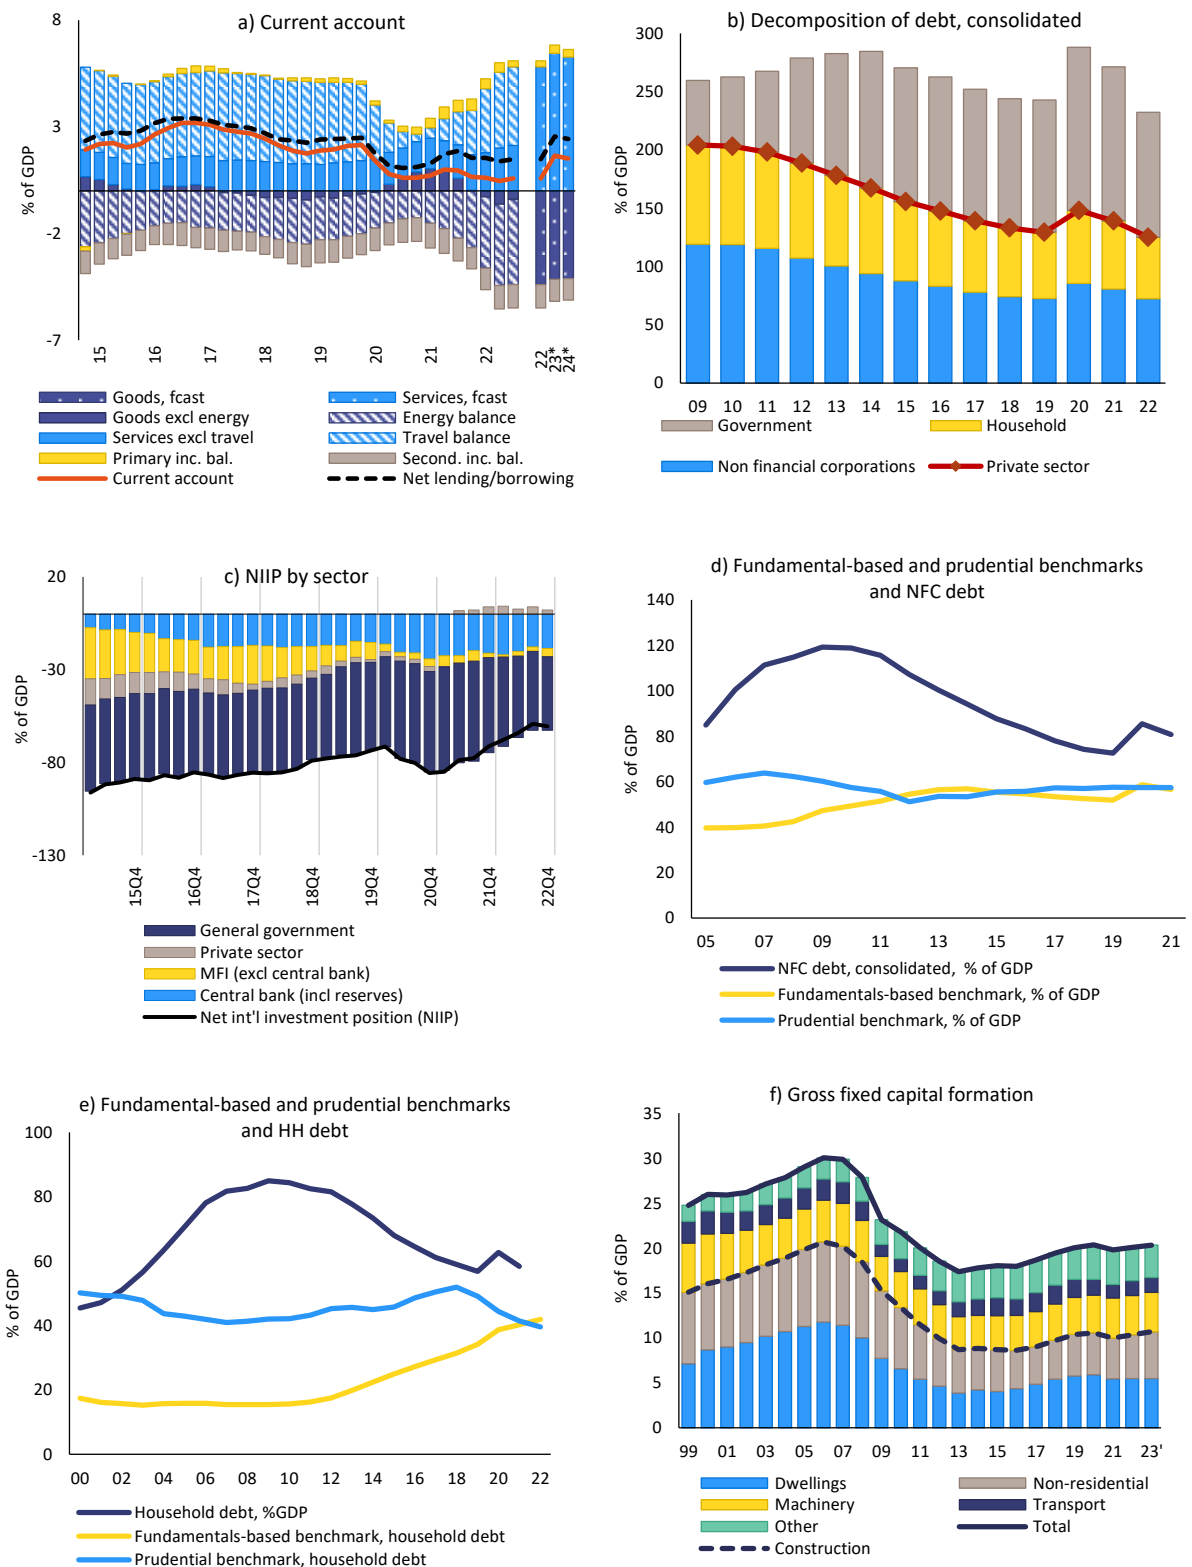 a) Current account
8
3
-2
-7
% of GDP
15 16 17 18 19 20 21 22 22 23* 24*
Goods, fcast Services, fcast
Goods excl energy Energy balance
Services excl travel Travel balance
Primary inc. bal. Second. inc. bal.
Current account Net lending/borrowing
b) Decomposition of debt, consolidated
300
250
200
150
100
50
0
% of GDP
09 10 11 12 13 14 15 16 17 18 19 20 21 22
Government Household
Non financial corporations Private sector
c) NIIP by sector
20
-30
-80
-130
% of GDP
15Q4 16Q4 17Q4 18Q4 19Q4 20Q4 21Q4 22Q4
General government
Private sector
MFI (excl central bank)
Central bank (incl reserves)
Net int'l investment position (NIIP)
d) Fundamental-based and prudential benchmarks
and NFC debt
140
120
100
80
60
40
20
0
% of GDP
05 07 09 11 13 15 17 19 21
NFC debt, consolidated, % of GDP
Fundamentals-based benchmark, % of GDP
Prudential benchmark, % of GDP
e) Fundamental-based and prudential benchmarks
and HH debt
100
80
60
40
20
0
% of GDP
00 02 04 06 08 10 12 14 16 18 20 22
Household debt, %GDP
Fundamentals-based benchmark, household debt
Prudential benchmark, household debt
f) Gross fixed capital formation
35
30
25
20
15
10
5
0
% of GDP
99 01 03 05 07 09 11 13 15 17 19 21 23'
Dwellings Non-residential
Machinery Transport
Other Total
Construction